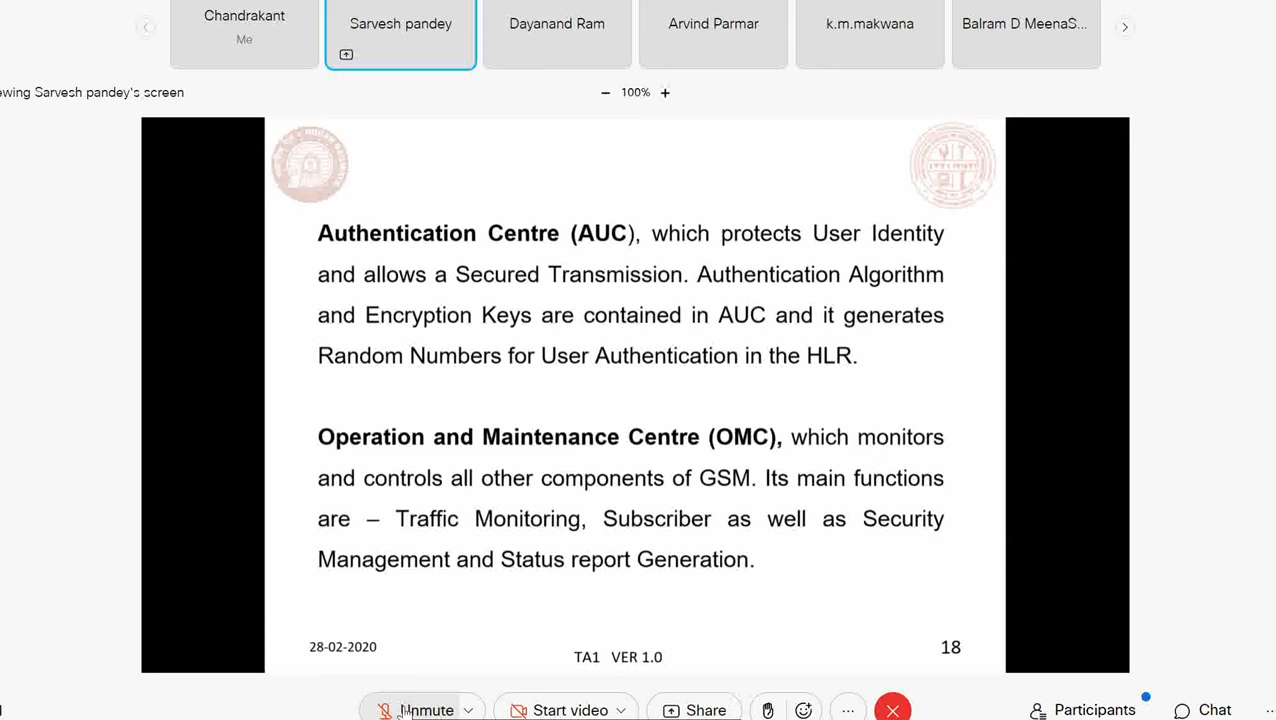 Chandrakant
Me
Sarvesh pandey
Dayanand Ram
Arvind Parmar
k.m.makwana
Balram D MeenaS...
ewing Sarvesh pandey's screen
100%
Authentication Centre (AUC), which protects User Identity
and allows a Secured Transmission. Authentication Algorithm
and Encryption Keys are contained in AUC and it generates
Random Numbers for User Authentication in the HLR.
Operation and Maintenance Centre (OMC), which monitors
and controls all other components of GSM. Its main functions
are – Traffic Monitoring, Subscriber as well as Security
Management and Status report Generation.
28-02-2020
TA1 VER 1.0
18
Unmute
Start video
Share
Participants
Chat